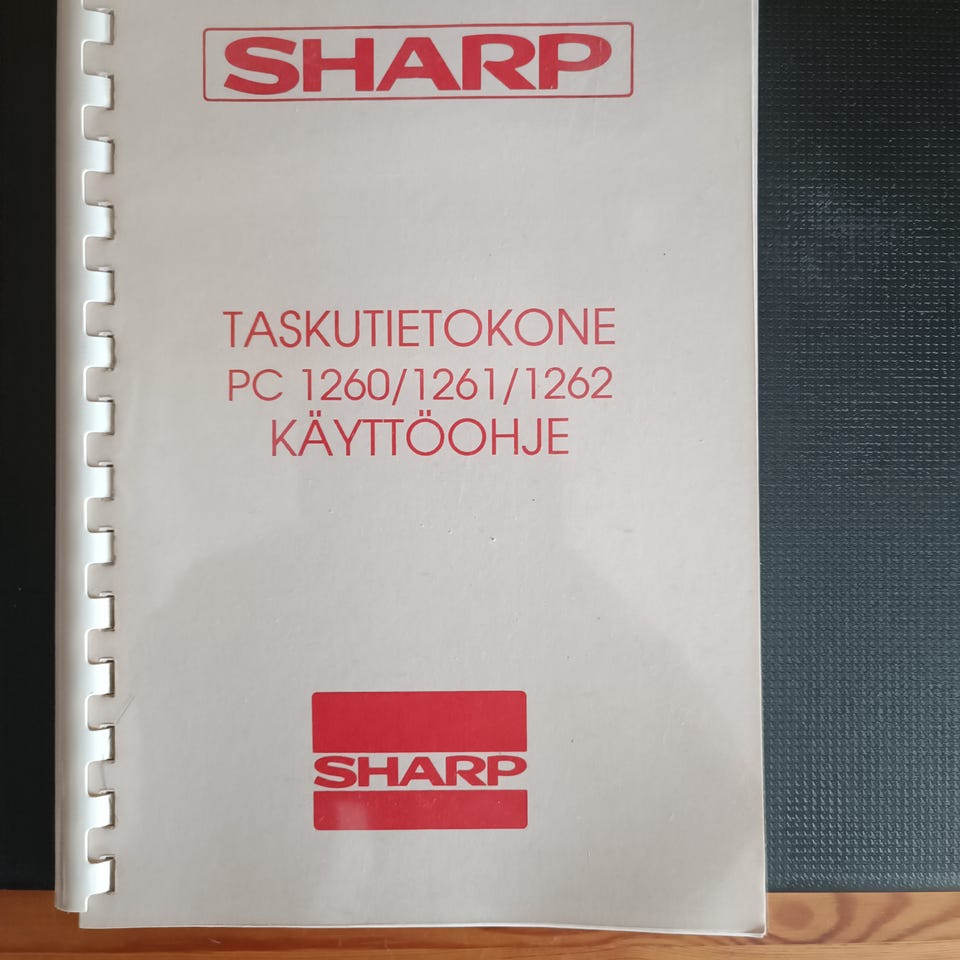 SHARP
TASKUTIETOKONE
PC 1260/1261/1262
KÄYTTÖOHJE
SHARP